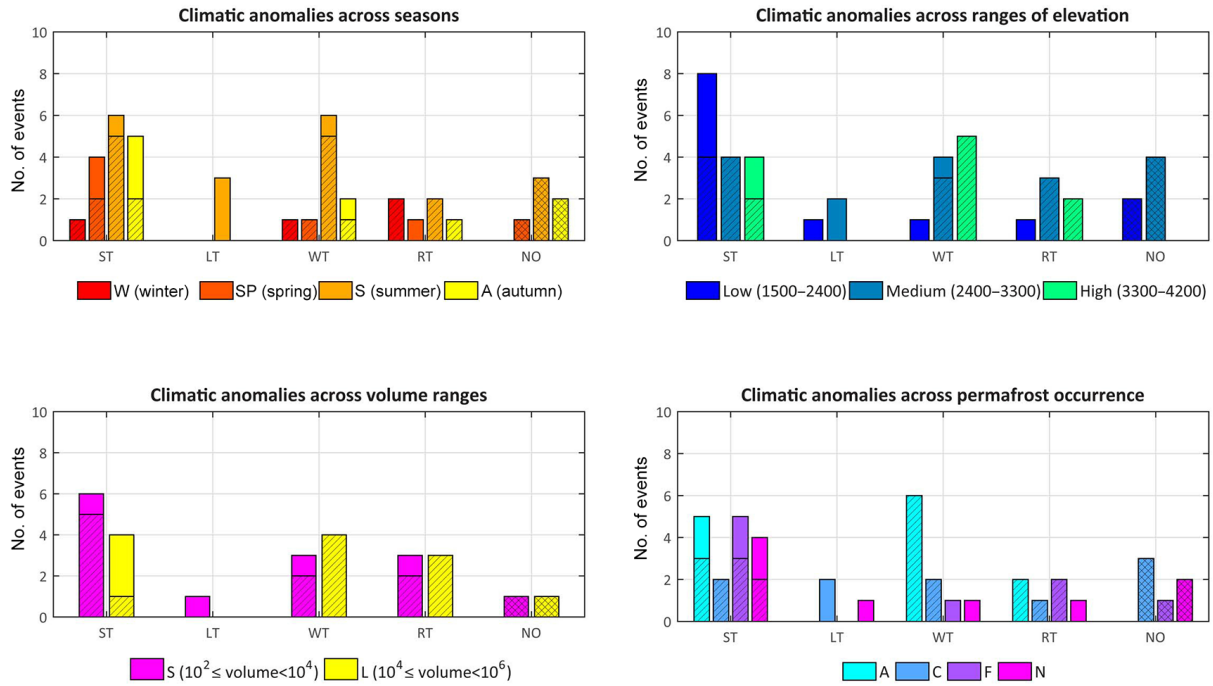 Climatic anomalies across seasons
No. of events
10
8
6
4
2
0
ST LT WT RT NO
W (winter) SP (spring) S (summer) A (autumn)
Climatic anomalies across ranges of elevation
No. of events
10
8
6
4
2
0
ST LT WT RT NO
Low (1500–2400) Medium (2400–3300) High (3300–4200)
Climatic anomalies across volume ranges
No. of events
10
8
6
4
2
0
ST LT WT RT NO
S (10² ≤ volume<10⁴) L (10⁴ ≤ volume<10⁶)
Climatic anomalies across permafrost occurrence
No. of events
10
8
6
4
2
0
ST LT WT RT NO
A C F N